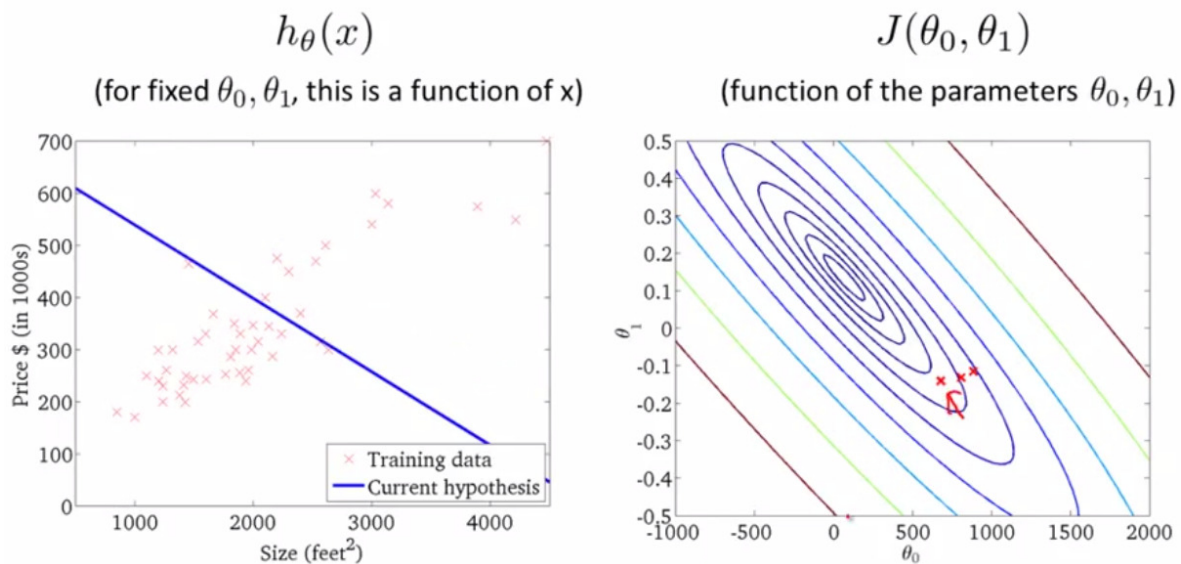 hθ(x)
(for fixed θ₀, θ₁, this is a function of x)
700
600
500
400
300
200
100
0
Price $ (in 1000s)
1000 2000 3000 4000
Size (feet²)
Training data
Current hypothesis
J(θ₀, θ₁)
(function of the parameters θ₀, θ₁)
0.5
0.4
0.3
0.2
0.1
0
-0.1
-0.2
-0.3
-0.4
-0.5
θ₁
-1000 -500 0 500 1000 1500 2000
θ₀